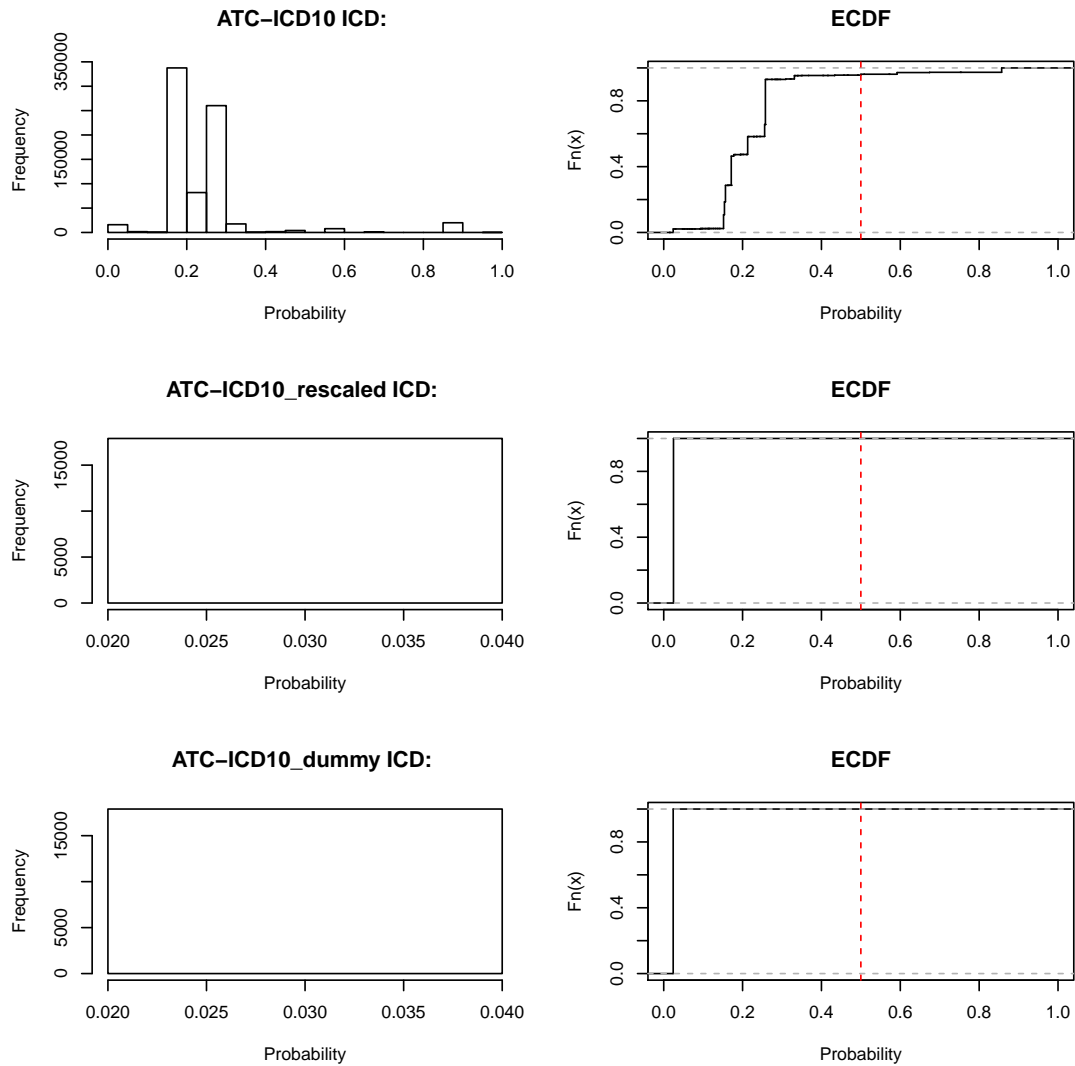 ATC−ICD10 ICD:
Frequency
0
150000
350000
0.0 0.2 0.4 0.6 0.8 1.0
Probability
ECDF
Fn(x)
0.0
0.4
0.8
0.0 0.2 0.4 0.6 0.8 1.0
Probability
ATC−ICD10_rescaled ICD:
Frequency
0
5000
15000
0.020 0.025 0.030 0.035 0.040
Probability
ECDF
Fn(x)
0.0
0.4
0.8
0.0 0.2 0.4 0.6 0.8 1.0
Probability
ATC−ICD10_dummy ICD:
Frequency
0
5000
15000
0.020 0.025 0.030 0.035 0.040
Probability
ECDF
Fn(x)
0.0
0.4
0.8
0.0 0.2 0.4 0.6 0.8 1.0
Probability